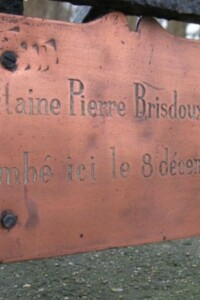 taine Pierre Brisdoux
mbé ici le 8 décem